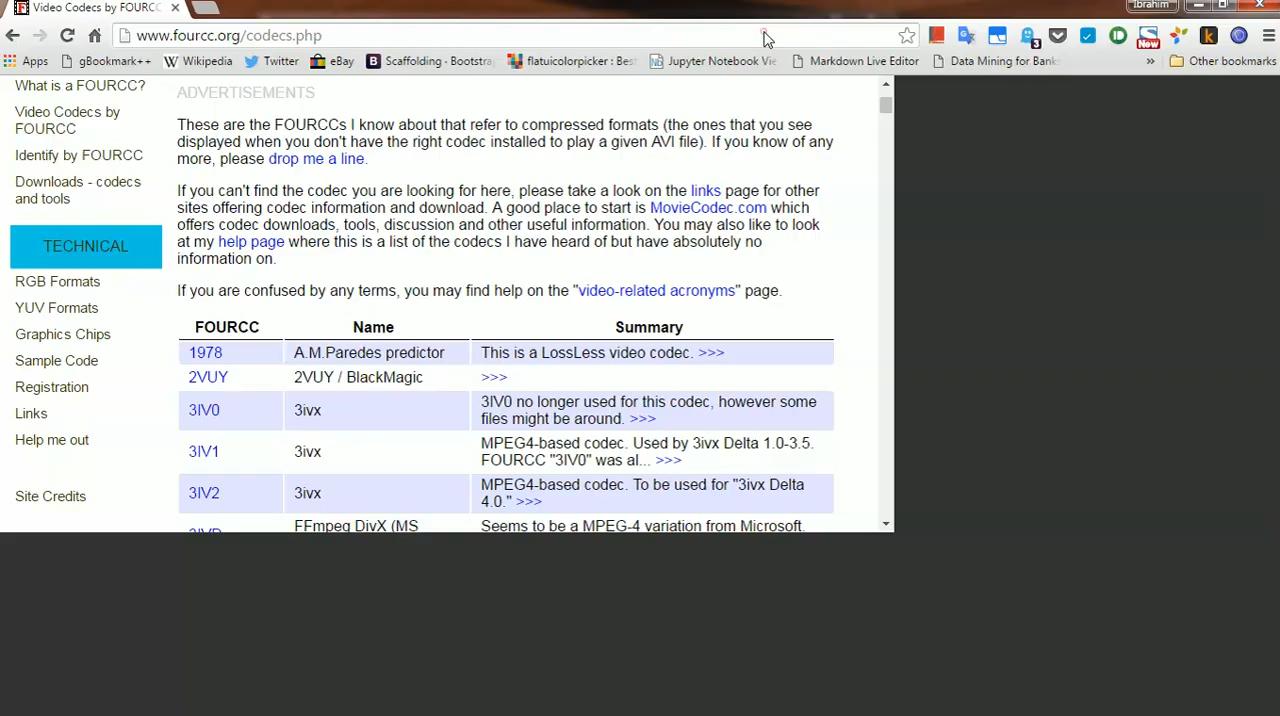 Video Codecs by FOURCC
Ibrahim
www.fourcc.org/codecs.php
3
New
Apps
gBookmark++
Wikipedia
Twitter
eBay
Scaffolding - Bootstra
flatuicolorpicker : Bes
Jupyter Notebook Vie
Markdown Live Editor
Data Mining for Bank
»
Other bookmarks
What is a FOURCC?
Video Codecs by
FOURCC
Identify by FOURCC
Downloads - codecs
and tools
TECHNICAL
RGB Formats
YUV Formats
Graphics Chips
Sample Code
Registration
Links
Help me out
Site Credits
ADVERTISEMENTS
These are the FOURCCs I know about that refer to compressed formats (the ones that you see
displayed when you don't have the right codec installed to play a given AVI file). If you know of any
more, please drop me a line.
If you can't find the codec you are looking for here, please take a look on the links page for other
sites offering codec information and download. A good place to start is MovieCodec.com which
offers codec downloads, tools, discussion and other useful information. You may also like to look
at my help page where this is a list of the codecs I have heard of but have absolutely no
information on.
If you are confused by any terms, you may find help on the "video-related acronyms" page.
FOURCC Name Summary
1978 A.M.Paredes predictor This is a LossLess video codec. >>>
2VUY 2VUY / BlackMagic >>>
3IV0 3ivx 3IV0 no longer used for this codec, however some
files might be around. >>>
3IV1 3ivx MPEG4-based codec. Used by 3ivx Delta 1.0-3.5.
FOURCC "3IV0" was al... >>>
3IV2 3ivx MPEG4-based codec. To be used for "3ivx Delta
4.0." >>>
3IVD FFmpeg DivX (MS Seems to be a MPEG-4 variation from Microsoft.